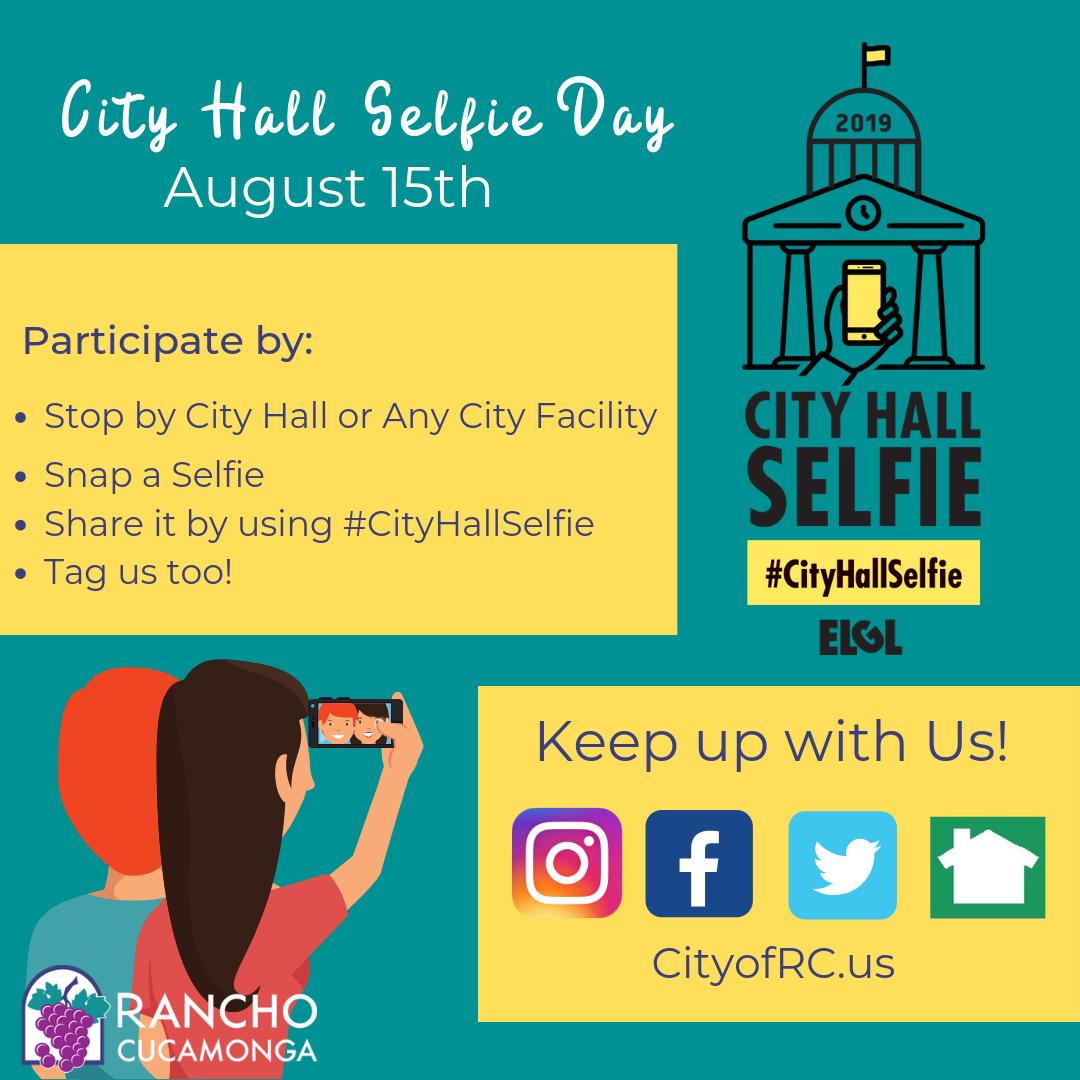 City Hall Selfie Day
August 15th
2019
Participate by:
• Stop by City Hall or Any City Facility
• Snap a Selfie
• Share it by using #CityHallSelfie
• Tag us too!
CITY HALL
SELFIE
#CityHallSelfie
ELGL
Keep up with Us!
CityofRC.us
RANCHO
CUCAMONGA